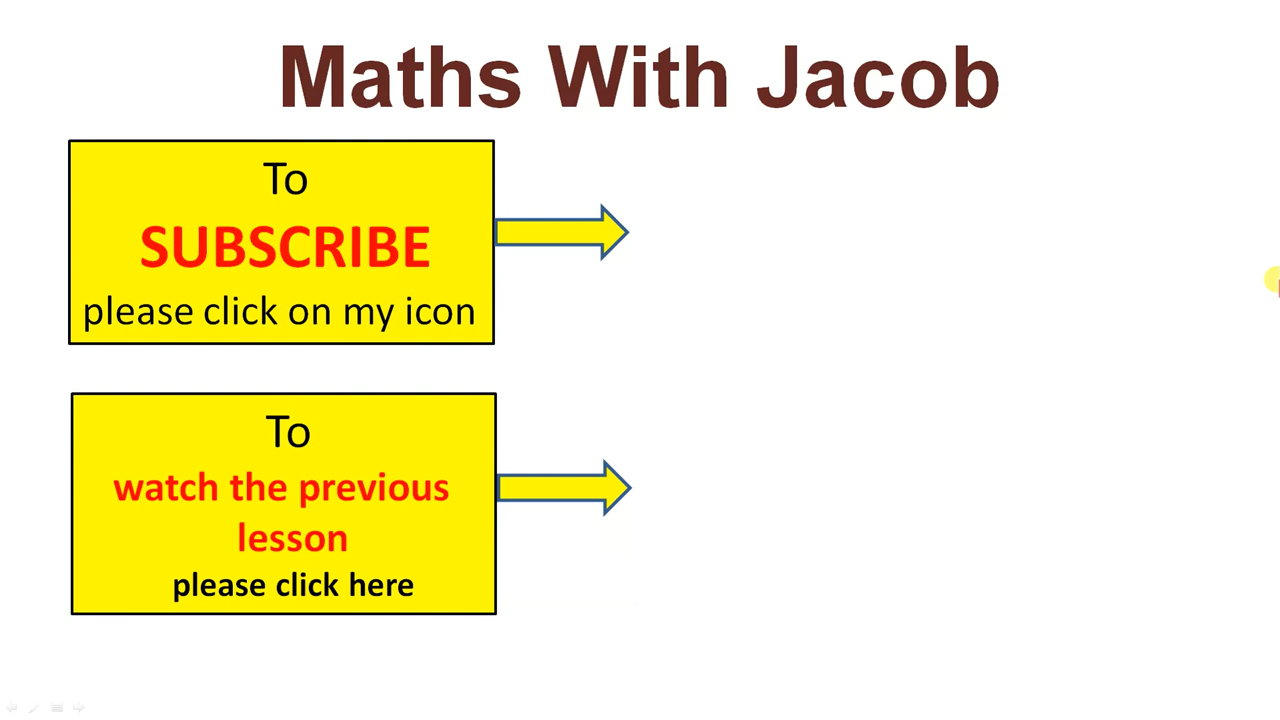 Maths With Jacob
To
SUBSCRIBE
please click on my icon
To
watch the previous
lesson
please click here